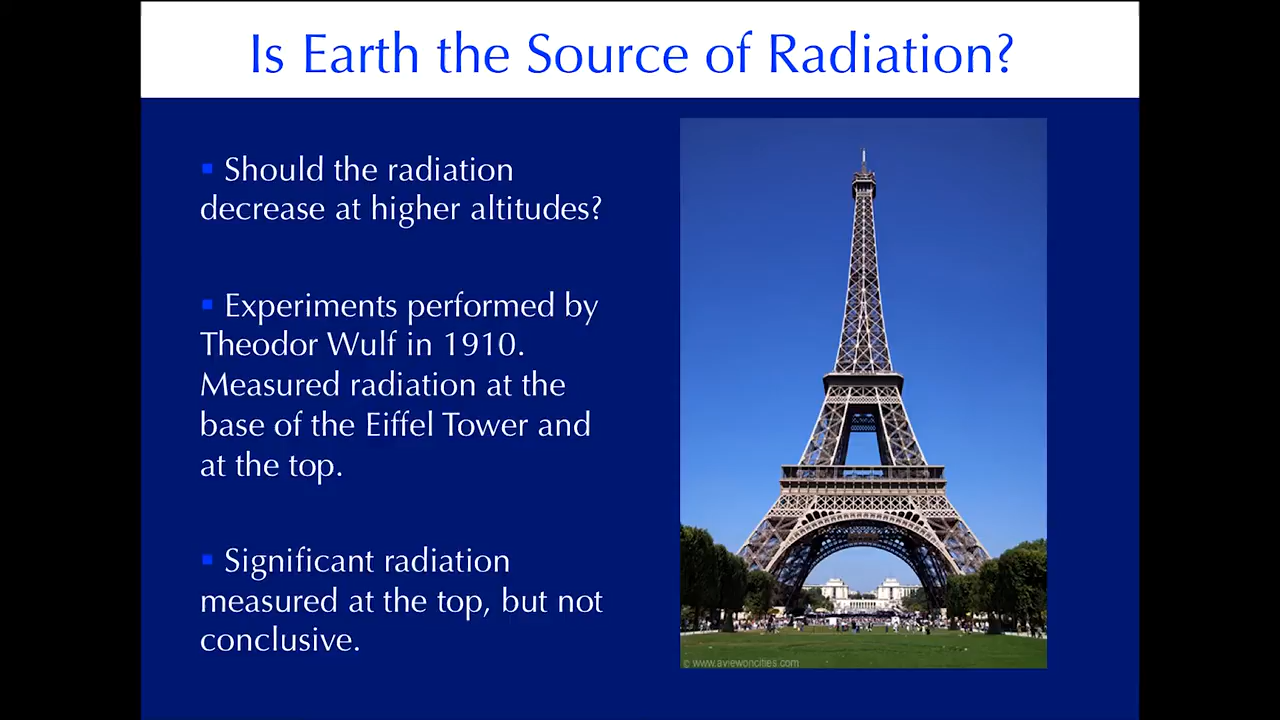 Is Earth the Source of Radiation?
▪ Should the radiation
decrease at higher altitudes?
▪ Experiments performed by
Theodor Wulf in 1910.
Measured radiation at the
base of the Eiffel Tower and
at the top.
▪ Significant radiation
measured at the top, but not
conclusive.
© www.aviewoncities.com